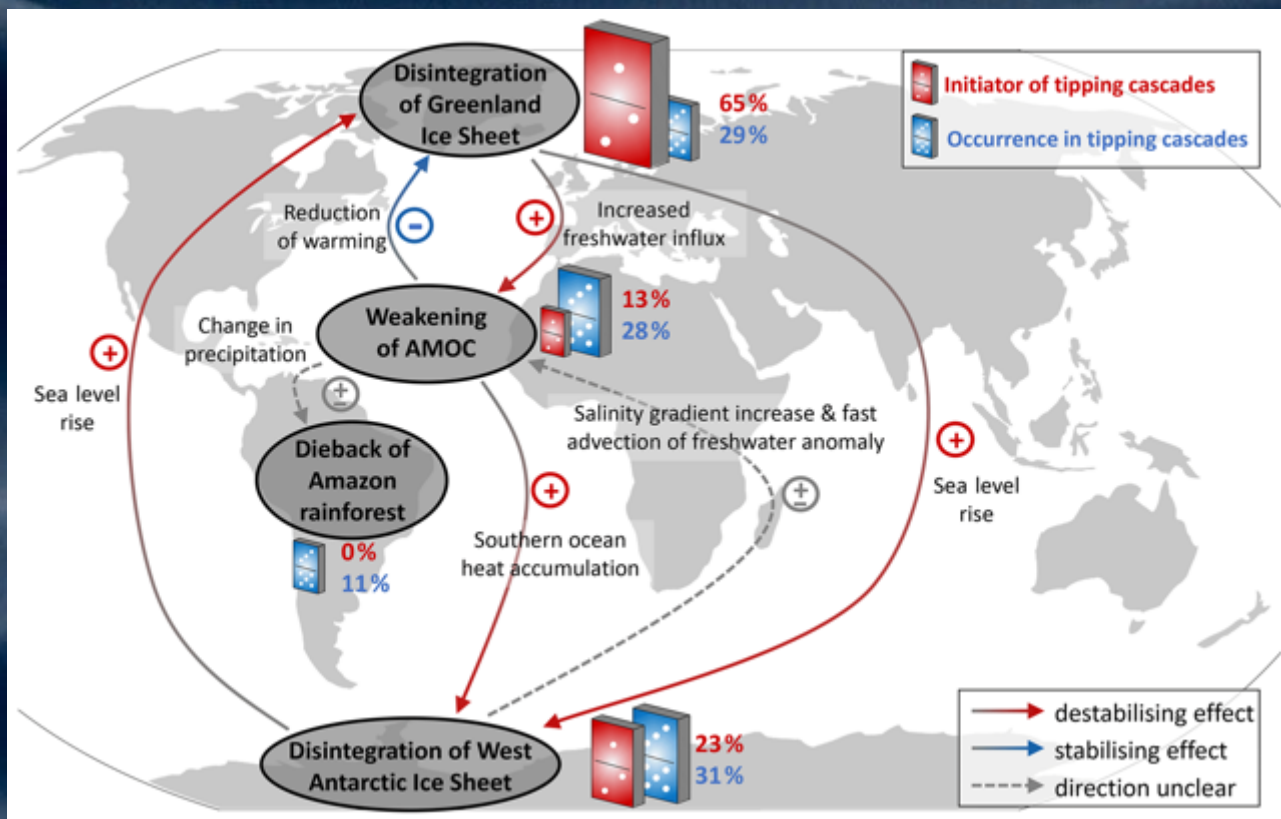 Disintegration
of Greenland
Ice Sheet
65%
29%
Initiator of tipping cascades
Occurrence in tipping cascades
Reduction
of warming
−
+
Increased
freshwater influx
Weakening
of AMOC
13%
28%
Change in
precipitation
±
+
Sea level
rise
Salinity gradient increase & fast
advection of freshwater anomaly
±
+
Sea level
rise
Dieback of
Amazon
rainforest
0%
11%
+
Southern ocean
heat accumulation
Disintegration of West
Antarctic Ice Sheet
23%
31%
destabilising effect
stabilising effect
direction unclear